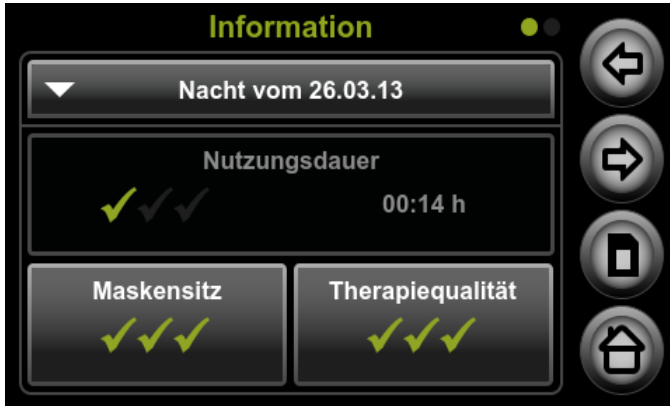 Information
Nacht vom 26.03.13
Nutzungsdauer
00:14 h
Maskensitz
Therapiequalität